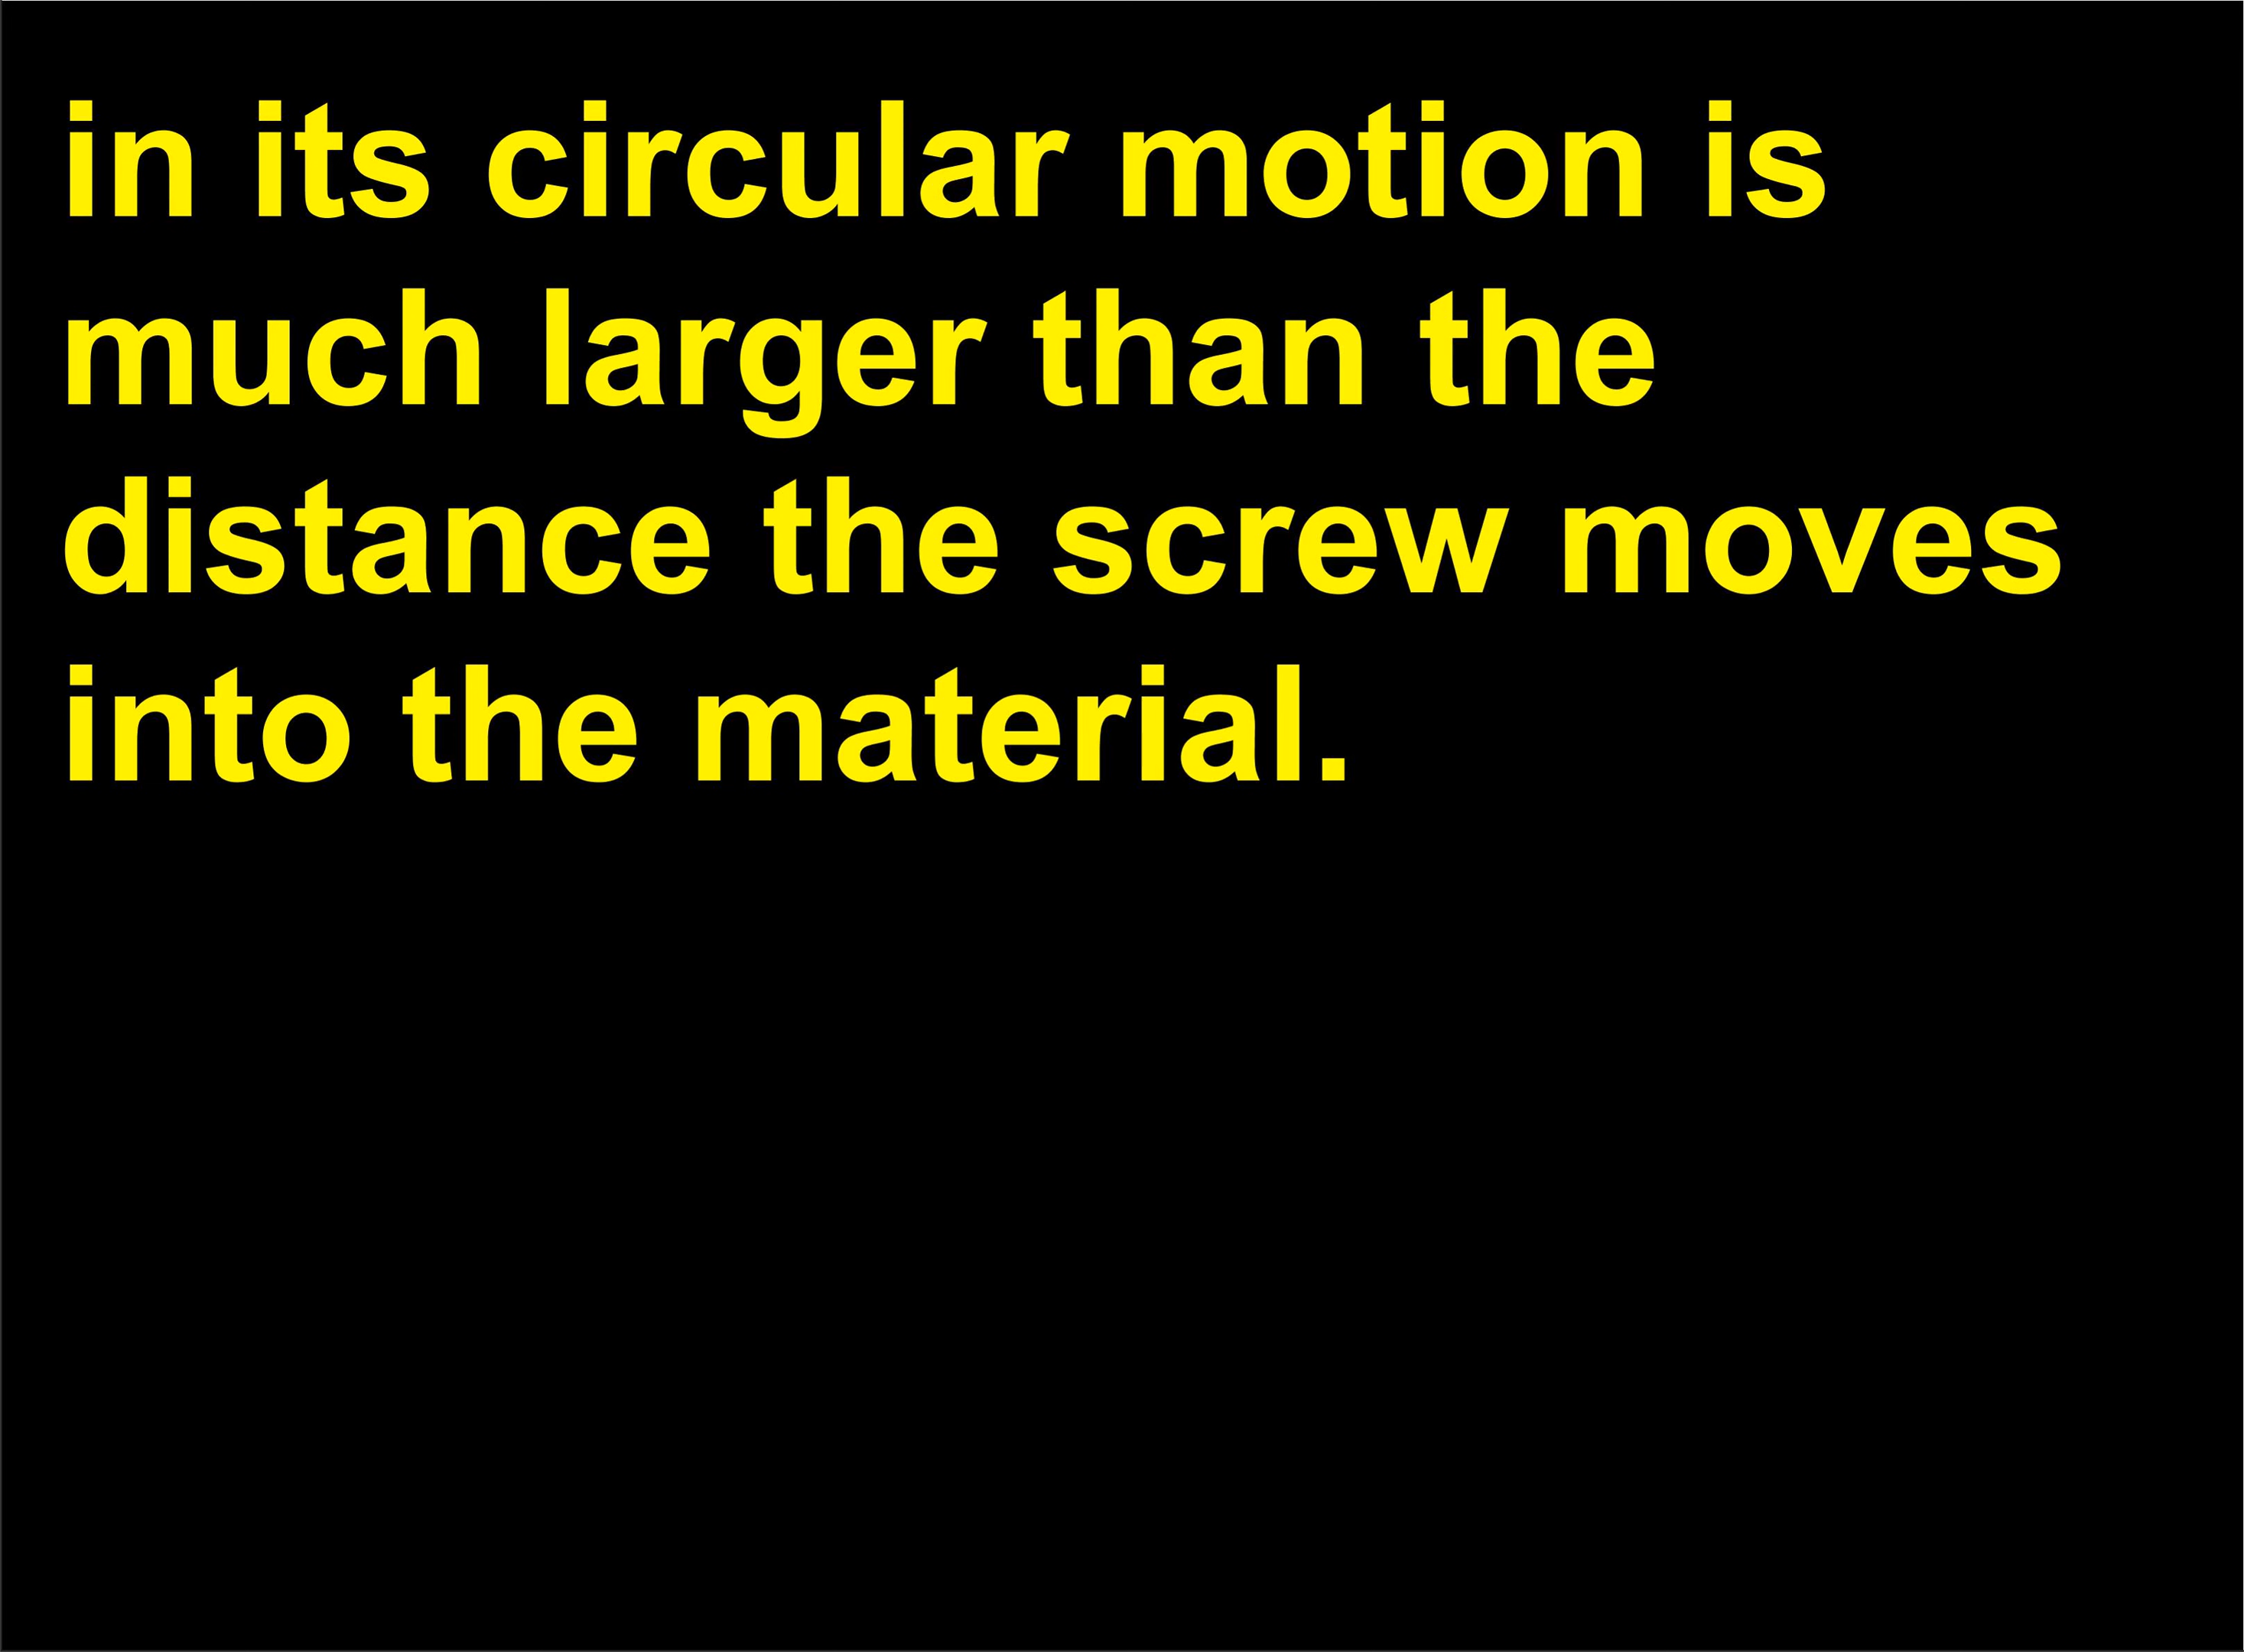 in its circular motion is
much larger than the
distance the screw moves
into the material.